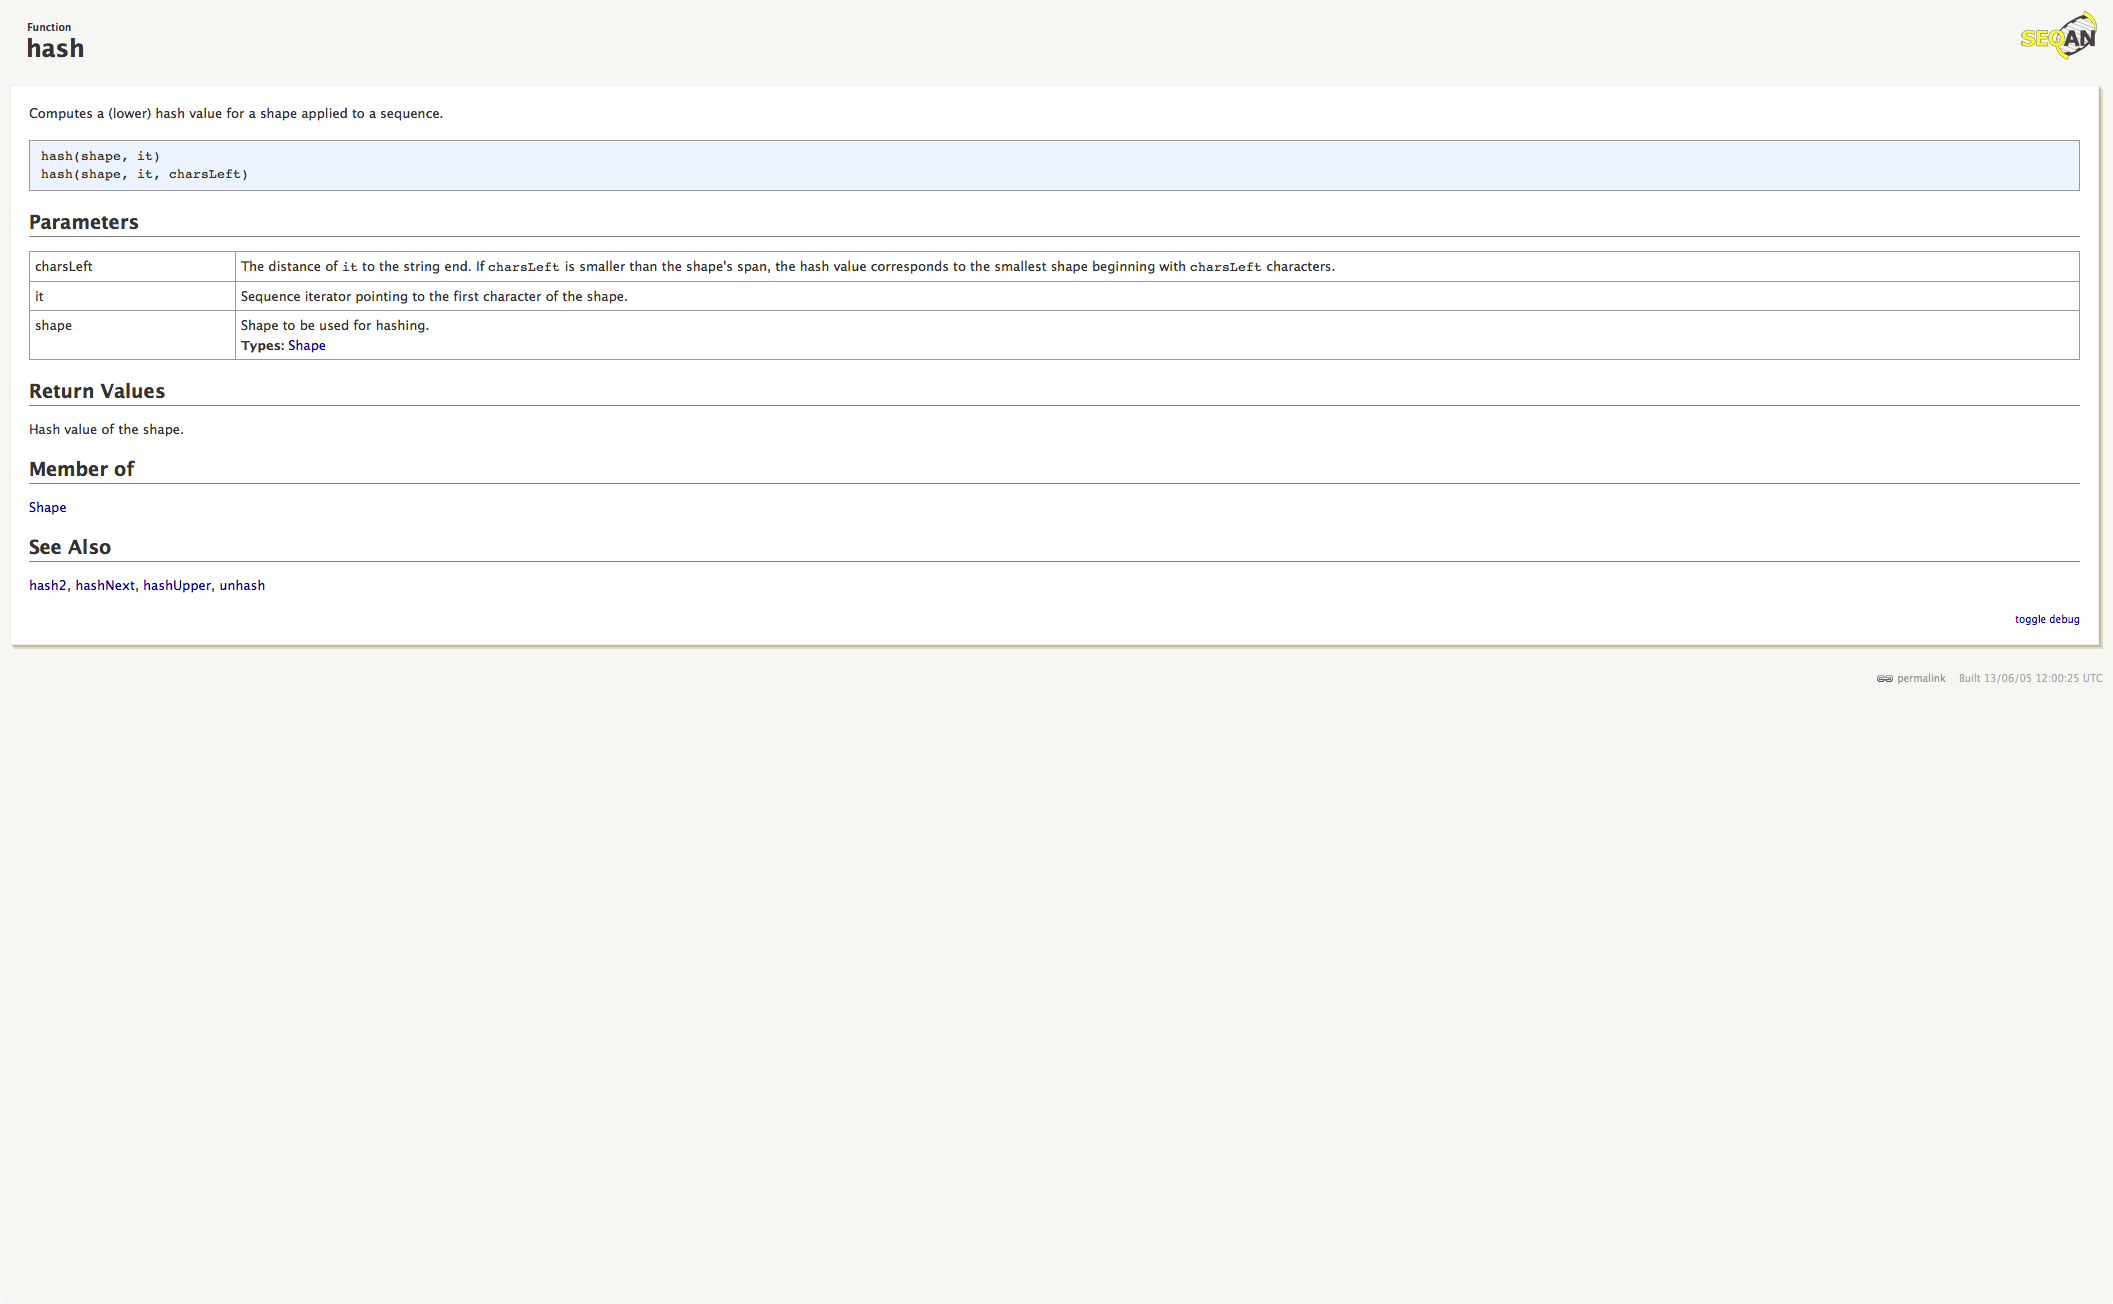 Function
hash
SEQAN
Computes a (lower) hash value for a shape applied to a sequence.
hash(shape, it)
hash(shape, it, charsLeft)
Parameters
charsLeft The distance of it to the string end. If charsLeft is smaller than the shape's span, the hash value corresponds to the smallest shape beginning with charsLeft characters.
it Sequence iterator pointing to the first character of the shape.
shape Shape to be used for hashing.
Types: Shape
Return Values
Hash value of the shape.
Member of
Shape
See Also
hash2, hashNext, hashUpper, unhash
toggle debug
permalink Built 13/06/05 12:00:25 UTC